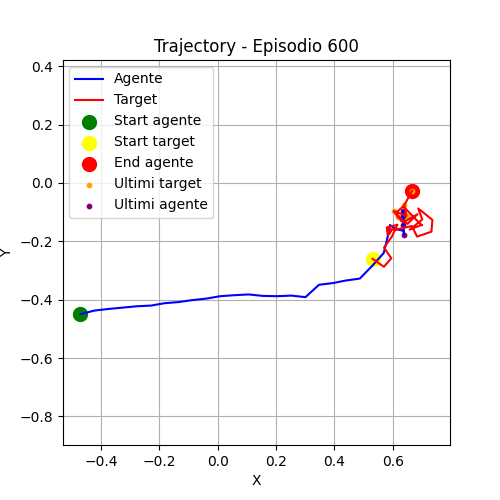 Trajectory - Episodio 600
Agente
Target
Start agente
Start target
End agente
Ultimi target
Ultimi agente
0.4
0.2
0.0
−0.2
−0.4
−0.6
−0.8
Y
−0.4
−0.2
0.0
0.2
0.4
0.6
X